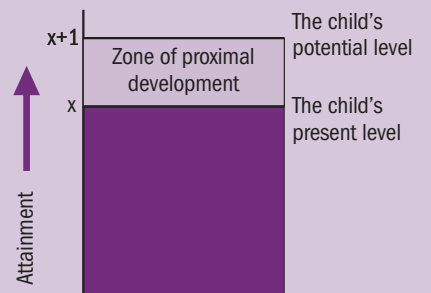 The child's
potential level
x+1
Zone of proximal
development
x
The child's
present level
Attainment